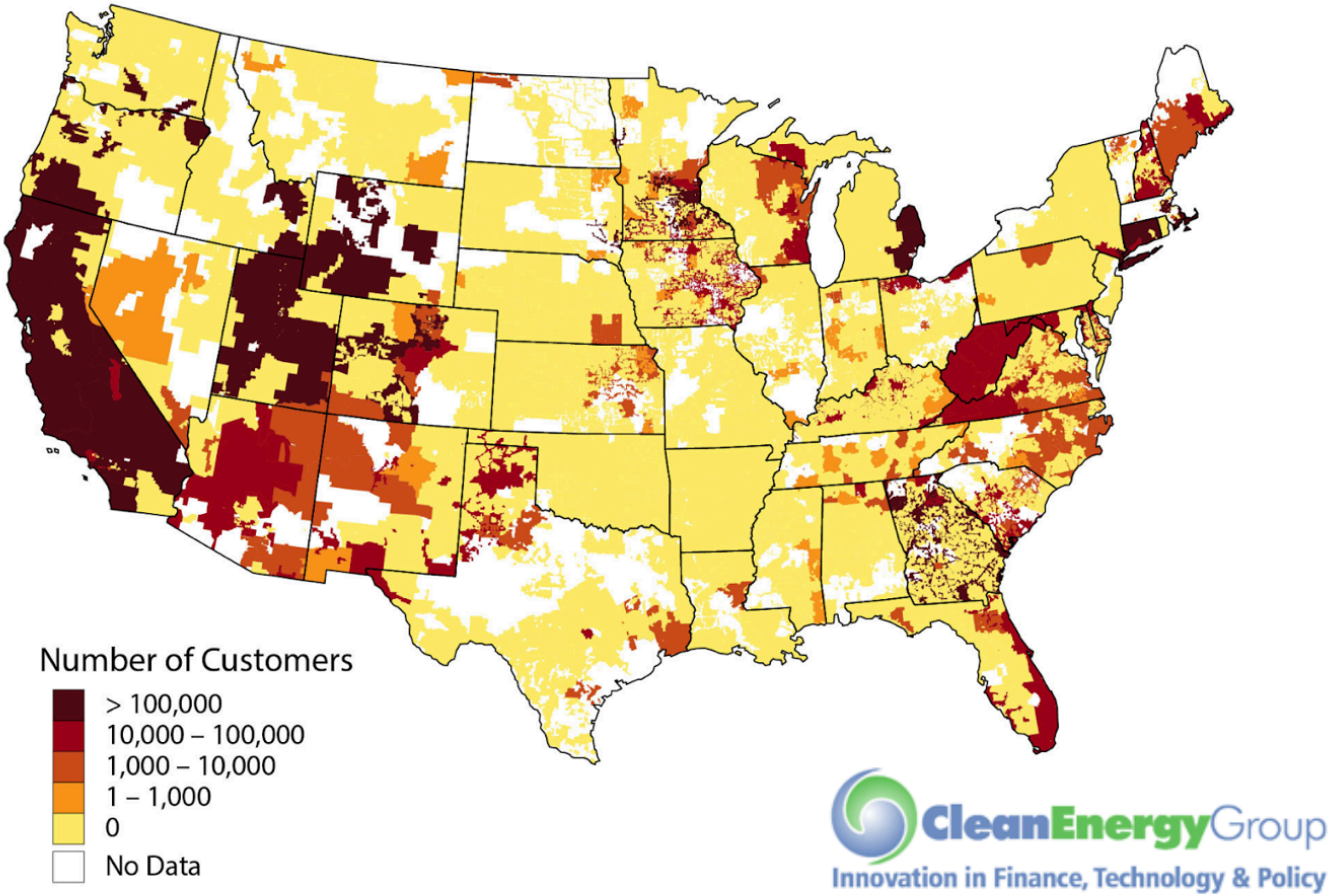 Number of Customers
> 100,000
10,000 – 100,000
1,000 – 10,000
1 – 1,000
0
No Data
CleanEnergyGroup
Innovation in Finance, Technology & Policy